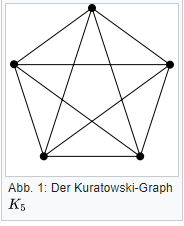 Abb. 1: Der Kuratowski-Graph
K₅